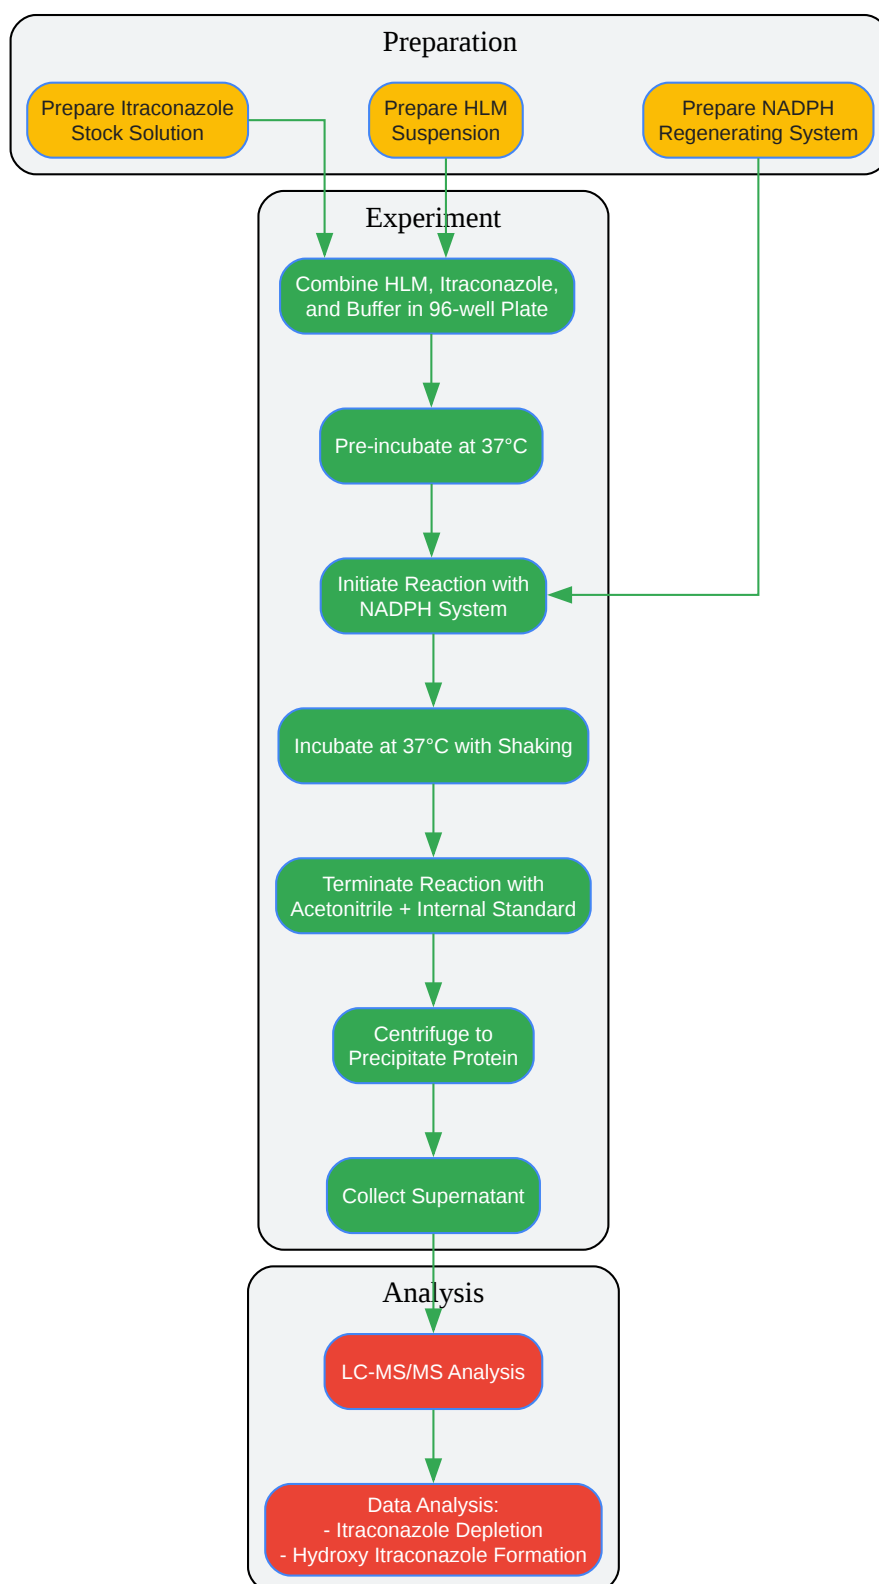 Preparation
Prepare Itraconazole
Stock Solution
Prepare HLM
Suspension
Prepare NADPH
Regenerating System
Experiment
Combine HLM, Itraconazole,
and Buffer in 96-well Plate
Pre-incubate at 37°C
Initiate Reaction with
NADPH System
Incubate at 37°C with Shaking
Terminate Reaction with
Acetonitrile + Internal Standard
Centrifuge to
Precipitate Protein
Collect Supernatant
Analysis
LC-MS/MS Analysis
Data Analysis:
- Itraconazole Depletion
- Hydroxy Itraconazole Formation